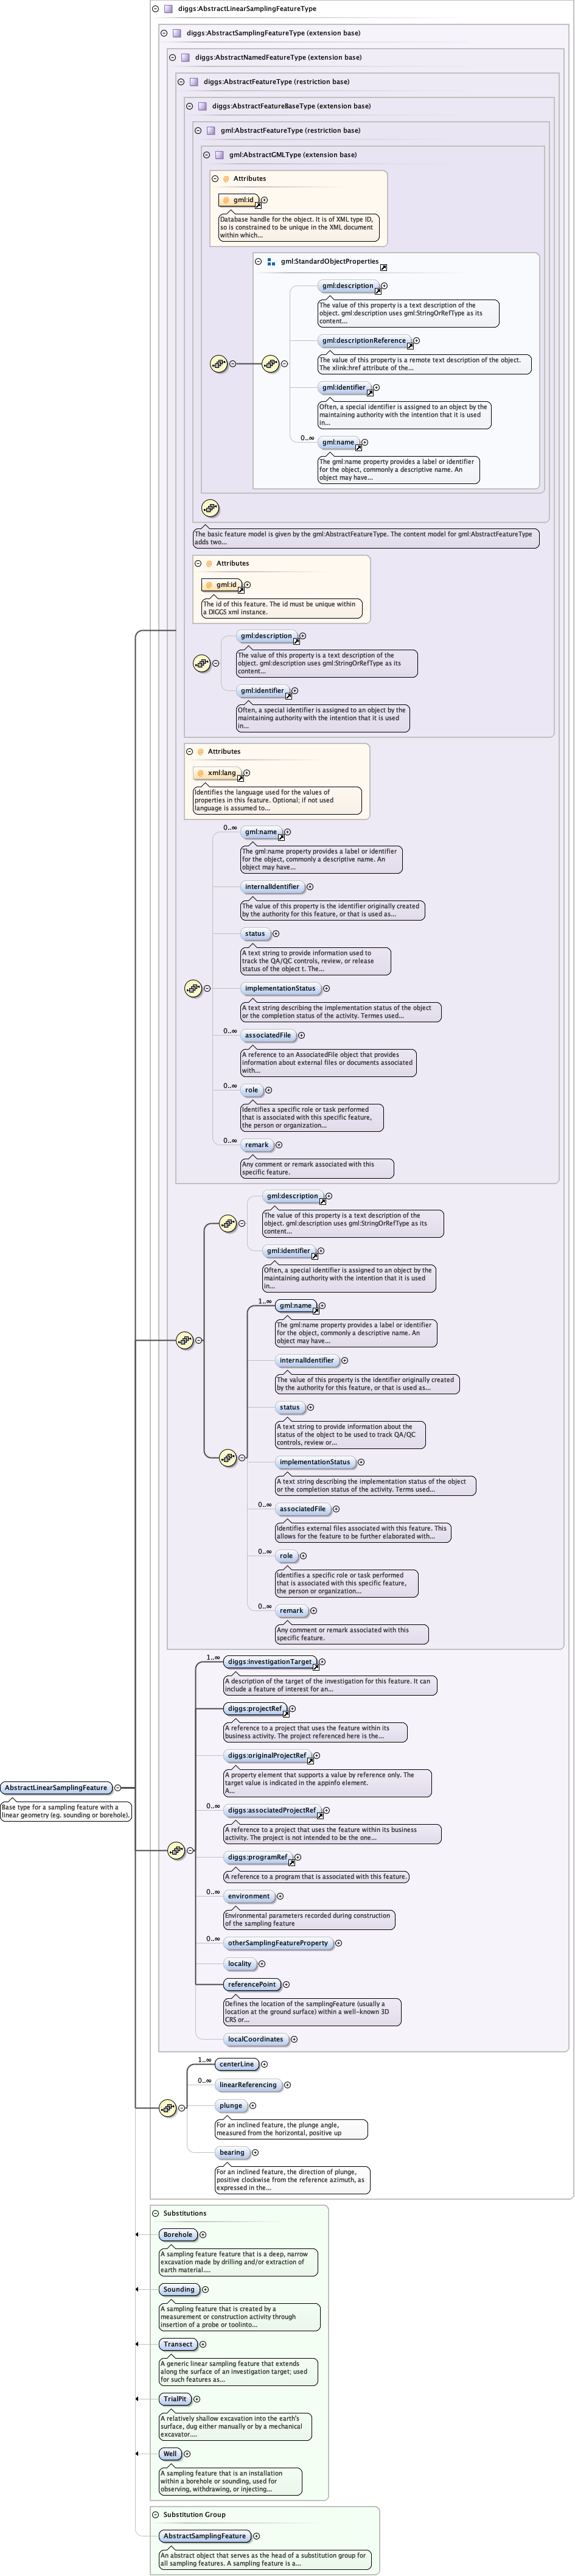 diggs:AbstractLinearSamplingFeatureType
diggs:AbstractSamplingFeatureType (extension base)
diggs:AbstractNamedFeatureType (extension base)
diggs:AbstractFeatureType (restriction base)
diggs:AbstractFeatureBaseType (extension base)
gml:AbstractFeatureType (restriction base)
gml:AbstractGMLType (extension base)
Attributes
gml:id
Database handle for the object. It is of XML type ID,
so is constrained to be unique in the XML document
within which...
gml:StandardObjectProperties
gml:description
The value of this property is a text description of the
object. gml:description uses gml:StringOrRefType as its
content...
gml:descriptionReference
The value of this property is a remote text description of the object.
The xlink:href attribute of the...
gml:identifier
Often, a special identifier is assigned to an object by the
maintaining authority with the intention that it is used
in...
0..∞
gml:name
The gml:name property provides a label or identifier
for the object, commonly a descriptive name. An
object may have...
The basic feature model is given by the gml:AbstractFeatureType. The content model for gml:AbstractFeatureType
adds two...
Attributes
gml:id
The id of this feature. The id must be unique within
a DIGGS xml instance.
gml:description
The value of this property is a text description of the
object. gml:description uses gml:StringOrRefType as its
content...
gml:identifier
Often, a special identifier is assigned to an object by the
maintaining authority with the intention that it is used
in...
Attributes
xml:lang
Identifies the language used for the values of
properties in this feature. Optional; if not used
language is assumed to...
0..∞
gml:name
The gml:name property provides a label or identifier
for the object, commonly a descriptive name. An
object may have...
internalIdentifier
The value of this property is the identifier originally created
by the authority for this feature, or that is used as...
status
A text string to provide information used to
track the QA/QC controls, review, or release
status of the object t. The...
implementationStatus
A text string describing the implementation status of the object
or the completion status of the activity. Termes used...
0..∞
associatedFile
A reference to an AssociatedFile object that provides
information about external files or documents associated
with...
0..∞
role
Identifies a specific role or task performed
that is associated with this specific feature,
the person or organization...
0..∞
remark
Any comment or remark associated with this
specific feature.
gml:description
The value of this property is a text description of the
object. gml:description uses gml:StringOrRefType as its
content...
gml:identifier
Often, a special identifier is assigned to an object by the
maintaining authority with the intention that it is used
in...
1..∞
gml:name
The gml:name property provides a label or identifier
for the object, commonly a descriptive name. An
object may have...
internalIdentifier
The value of this property is the identifier originally created
by the authority for this feature, or that is used as...
status
A text string to provide information about the
status of the object to be used to track QA/QC
controls, review or...
implementationStatus
A text string describing the implementation status of the object
or the completion status of the activity. Terms used...
0..∞
associatedFile
Identifies external files associated with this feature. This
allows for the feature to be further elaborated with...
0..∞
role
Identifies a specific role or task performed
that is associated with this specific feature,
the person or organization...
0..∞
remark
Any comment or remark associated with this
specific feature.
1..∞
diggs:investigationTarget
A description of the target of the investigation for this feature. It can
include a feature of interest for an...
diggs:projectRef
A reference to a project that uses the feature within its
business activity. The project referenced here is the...
diggs:originalProjectRef
A property element that supports a value by reference only. The
target value is indicated in the appinfo element.
A...
0..∞
diggs:associatedProjectRef
A reference to a project that uses the feature within its business
activity. The project is not intended to be the one...
diggs:programRef
A reference to a program that is associated with this feature.
0..∞
environment
Environmental parameters recorded during construction
of the sampling feature
0..∞
otherSamplingFeatureProperty
locality
referencePoint
Defines the location of the samplingFeature (usually a
location at the ground surface) within a well-known 3D
CRS or...
localCoordinates
AbstractLinearSamplingFeature
Base type for a sampling feature with a
linear geometry (eg. sounding or borehole).
1..∞
centerLine
0..∞
linearReferencing
plunge
For an inclined feature, the plunge angle,
measured from the horizontal, positive up
bearing
For an inclined feature, the direction of plunge,
positive clockwise from the reference azimuth, as
expressed in the...
Substitutions
Borehole
A sampling feature feature that is a deep, narrow
excavation made by drilling and/or extraction of
earth material....
Sounding
A sampling feature that is created by a
measurement or construction activity through
insertion of a probe or toolinto...
Transect
A generic linear sampling feature that extends
along the surface of an investigation target; used
for such features as...
TrialPit
A relatively shallow excavation into the earth's
surface, dug either manually or by a mechanical
excavator....
Well
A sampling feature that is an installation
within a borehole or sounding, used for
observing, withdrawing, or injecting...
Substitution Group
AbstractSamplingFeature
An abstract object that serves as the head of a substitution group for
all sampling features. A sampling feature is a...